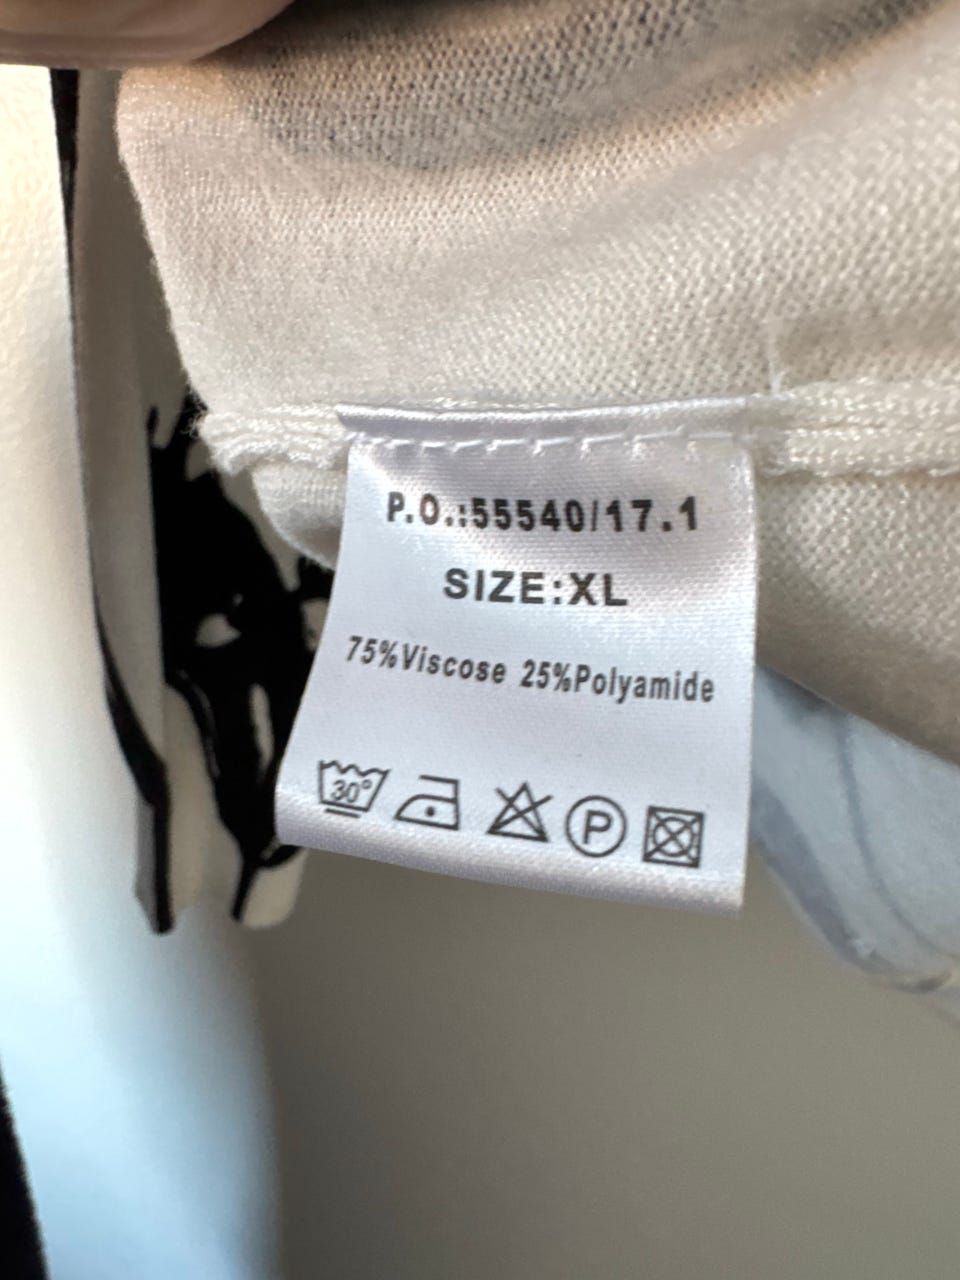 P.O.:55540/17.1
SIZE:XL
75%Viscose 25%Polyamide
30°
P